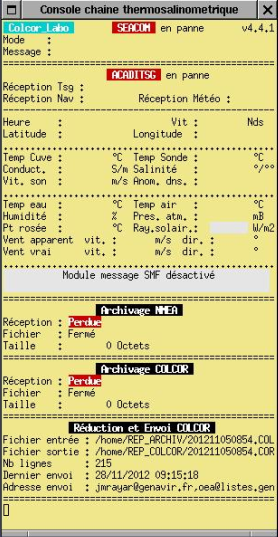 Console chaine thermosalinometrique
Colcor_Labo SEACOM en panne v4.4.1
Mode :
Message :
ACADITSG en panne
Réception Tsg :
Réception Nav : Réception Météo :
Heure : Vit : Nds
Latitude : Longitude :
Temp Cuve : °C Temp Sonde : °C
Conduct. : S/m Salinité : °/°°
Vit. son : m/s Anom. dns. :
Temp eau : °C Temp air : °C
Humidité : % Pres. atm. : mB
Pt rosée : °C Ray.solair.: W/m2
Vent apparent vit. : m/s dir. : °
Vent vrai vit. : m/s dir. : °
Module message SMF désactivé
Archivage NMEA
Réception : Perdue
Fichier : Fermé
Taille : 0 Octets
Archivage COLCOR
Réception : Perdue
Fichier : Fermé
Taille : 0 Octets
Réduction et Envoi COLCOR
Fichier entrée : /home/REP_ARCHIV/201211050854.COL
Fichier sortie : /home/REP_COLCOR/201211050854.COR
Nb lignes : 215
Dernier envoi : 28/11/2012 09:15:18
Adresse envoi : jmrayar@genavir.fr,oea@listes.gen